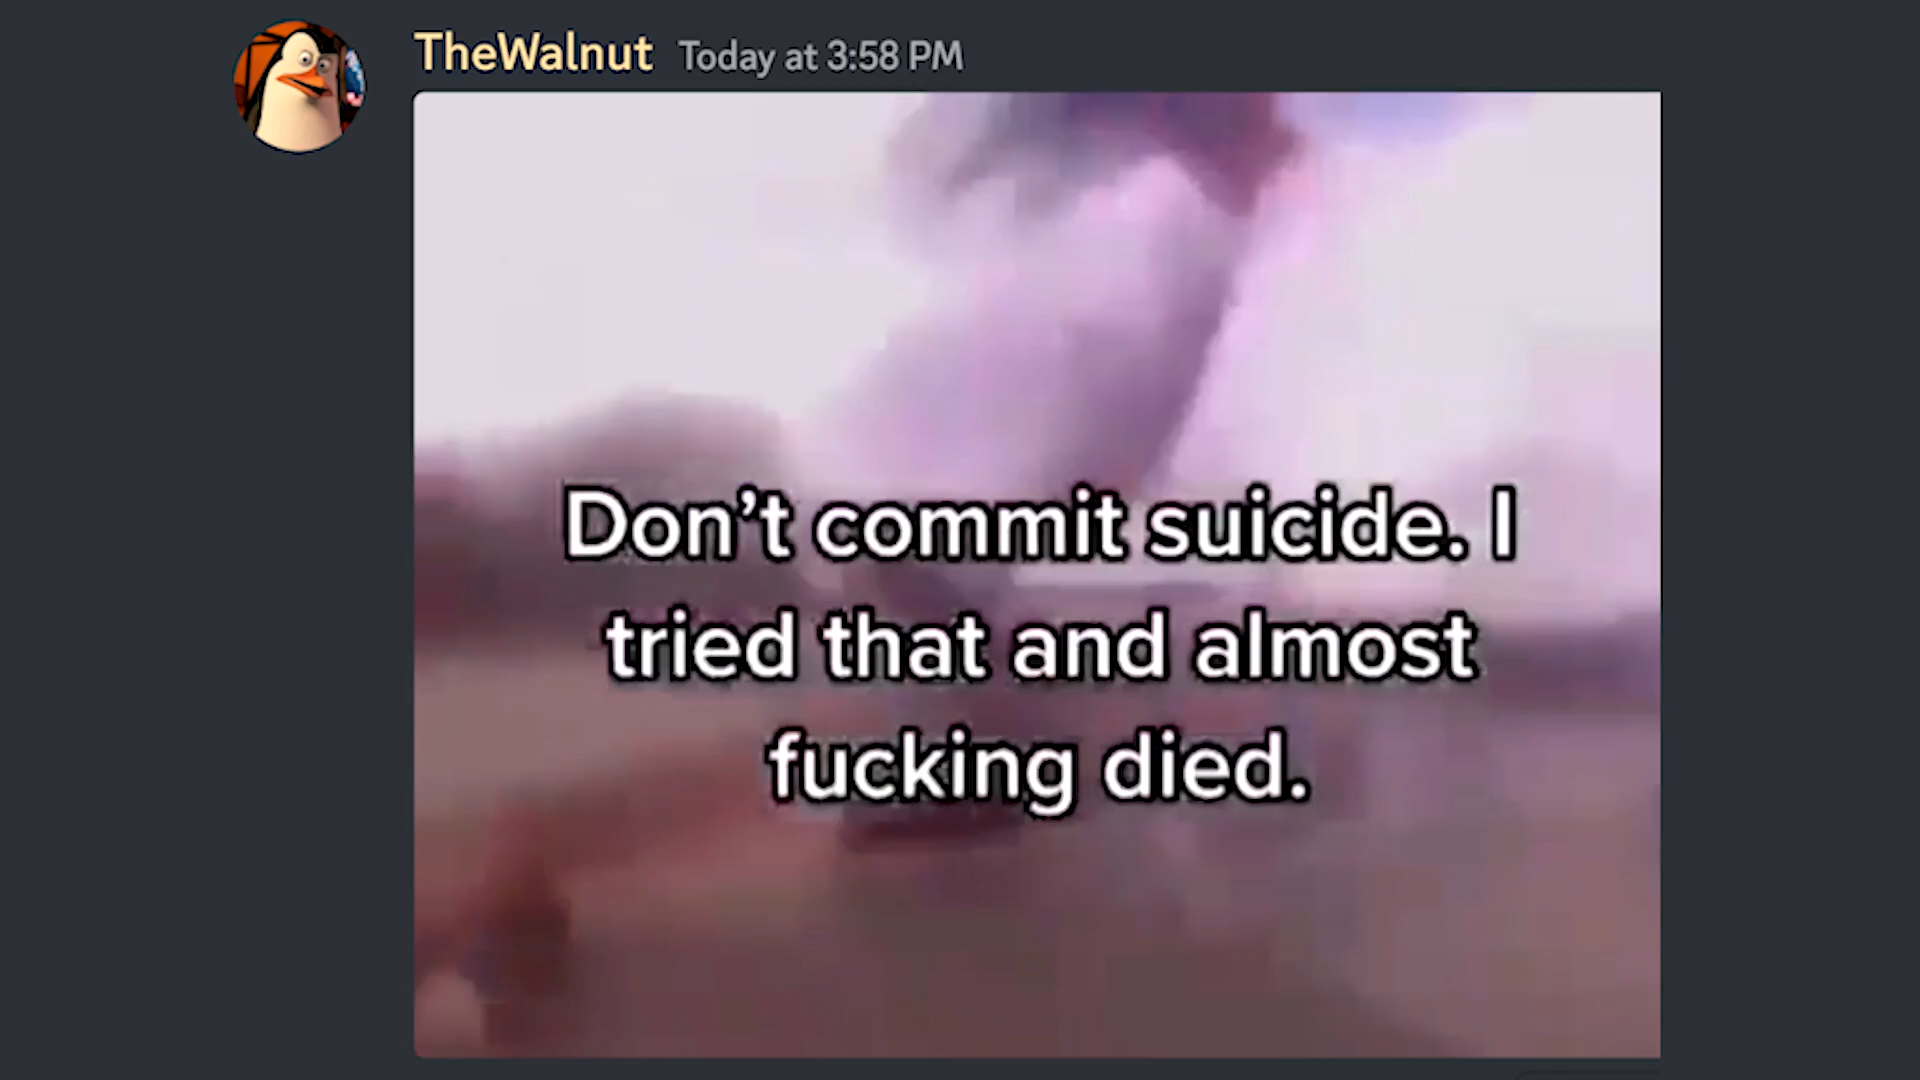 TheWalnut Today at 3:58 PM
Don’t commit suicide. I
tried that and almost
fucking died.